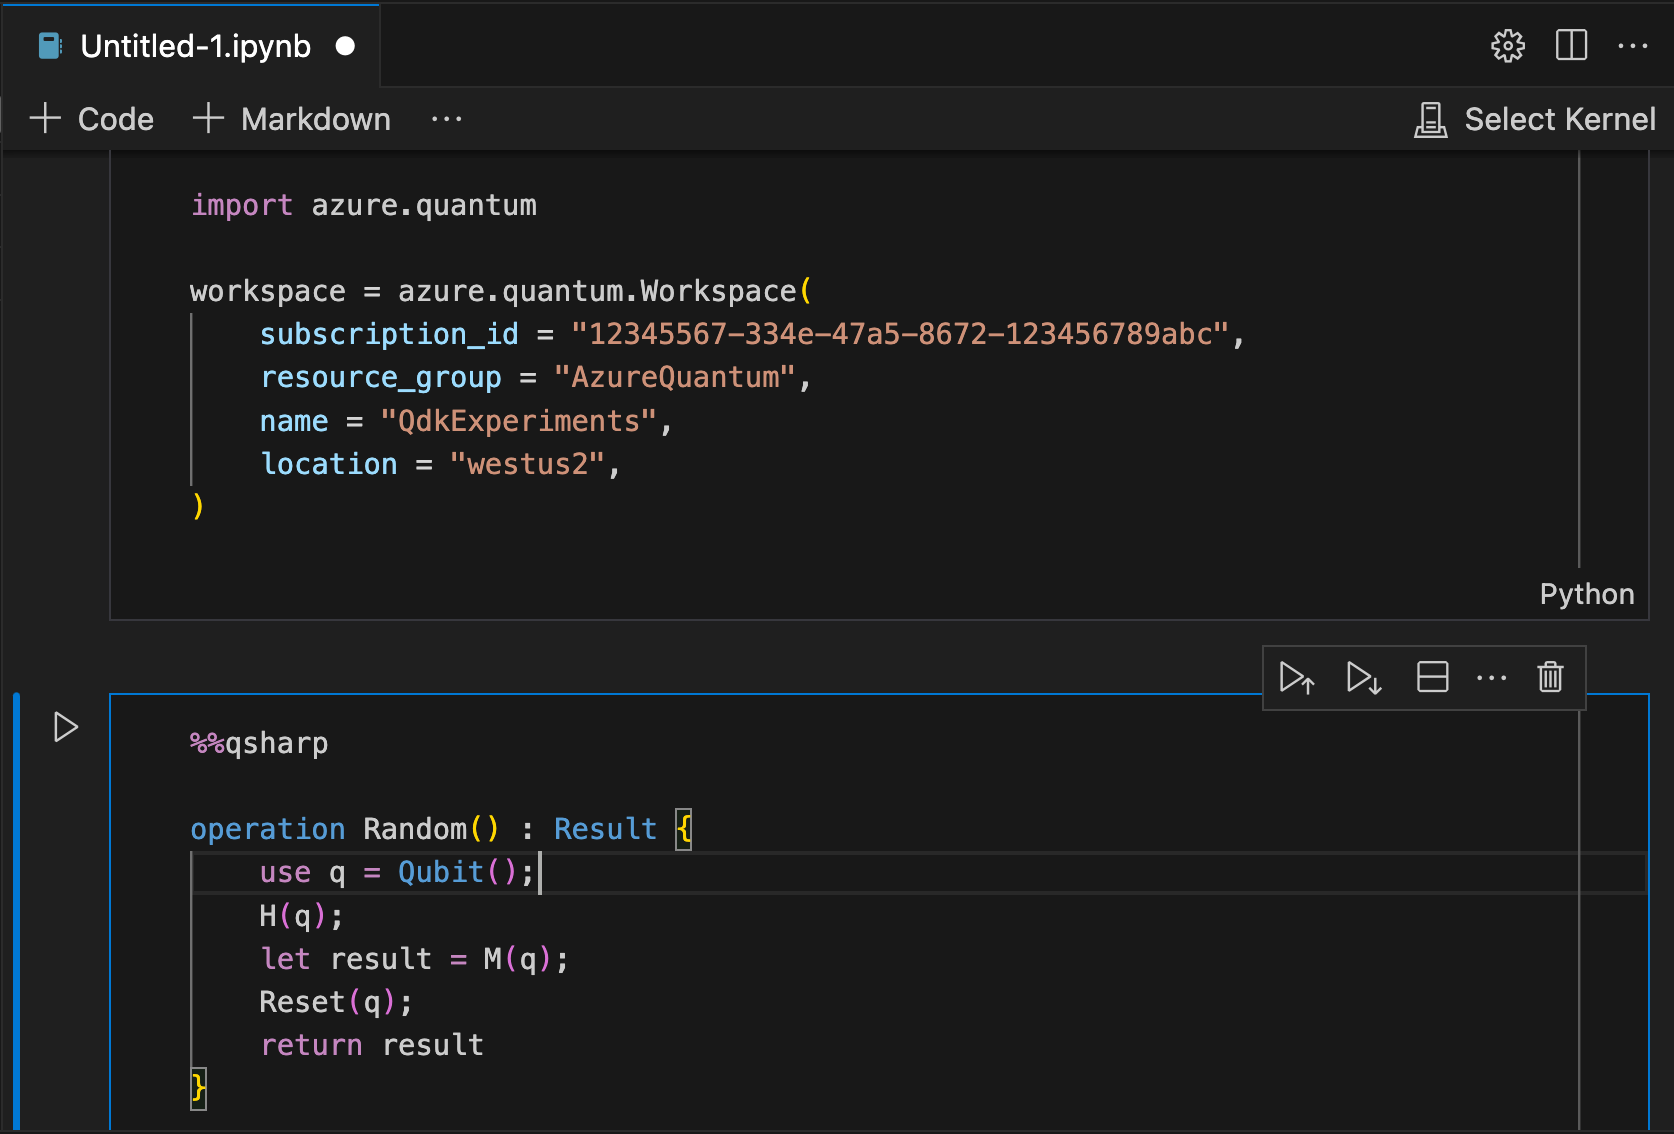 Untitled-1.ipynb
Code Markdown ... Select Kernel
import azure.quantum
workspace = azure.quantum.Workspace(
    subscription_id = "12345567-334e-47a5-8672-123456789abc",
    resource_group = "AzureQuantum",
    name = "QdkExperiments",
    location = "westus2",
)
Python
%%qsharp
operation Random() : Result {
    use q = Qubit();
    H(q);
    let result = M(q);
    Reset(q);
    return result
}